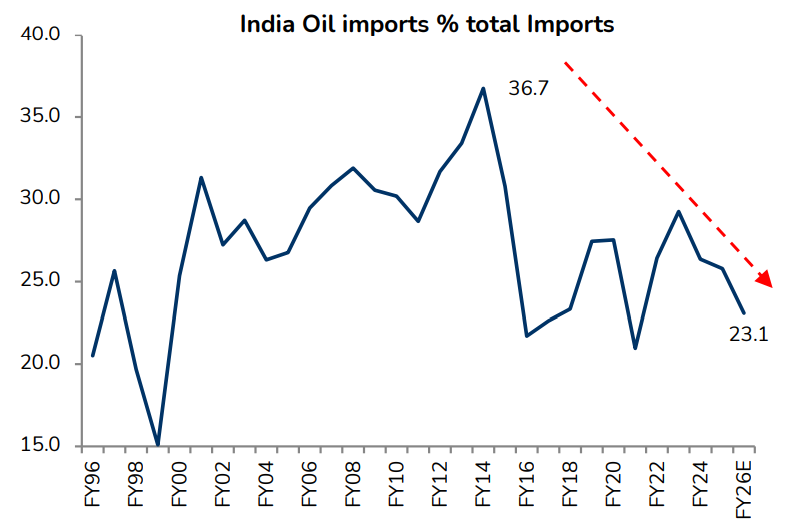 India Oil imports % total Imports
40.0
35.0
30.0
25.0
20.0
15.0
36.7
23.1
FY96
FY98
FY00
FY02
FY04
FY06
FY08
FY10
FY12
FY14
FY16
FY18
FY20
FY22
FY24
FY26E